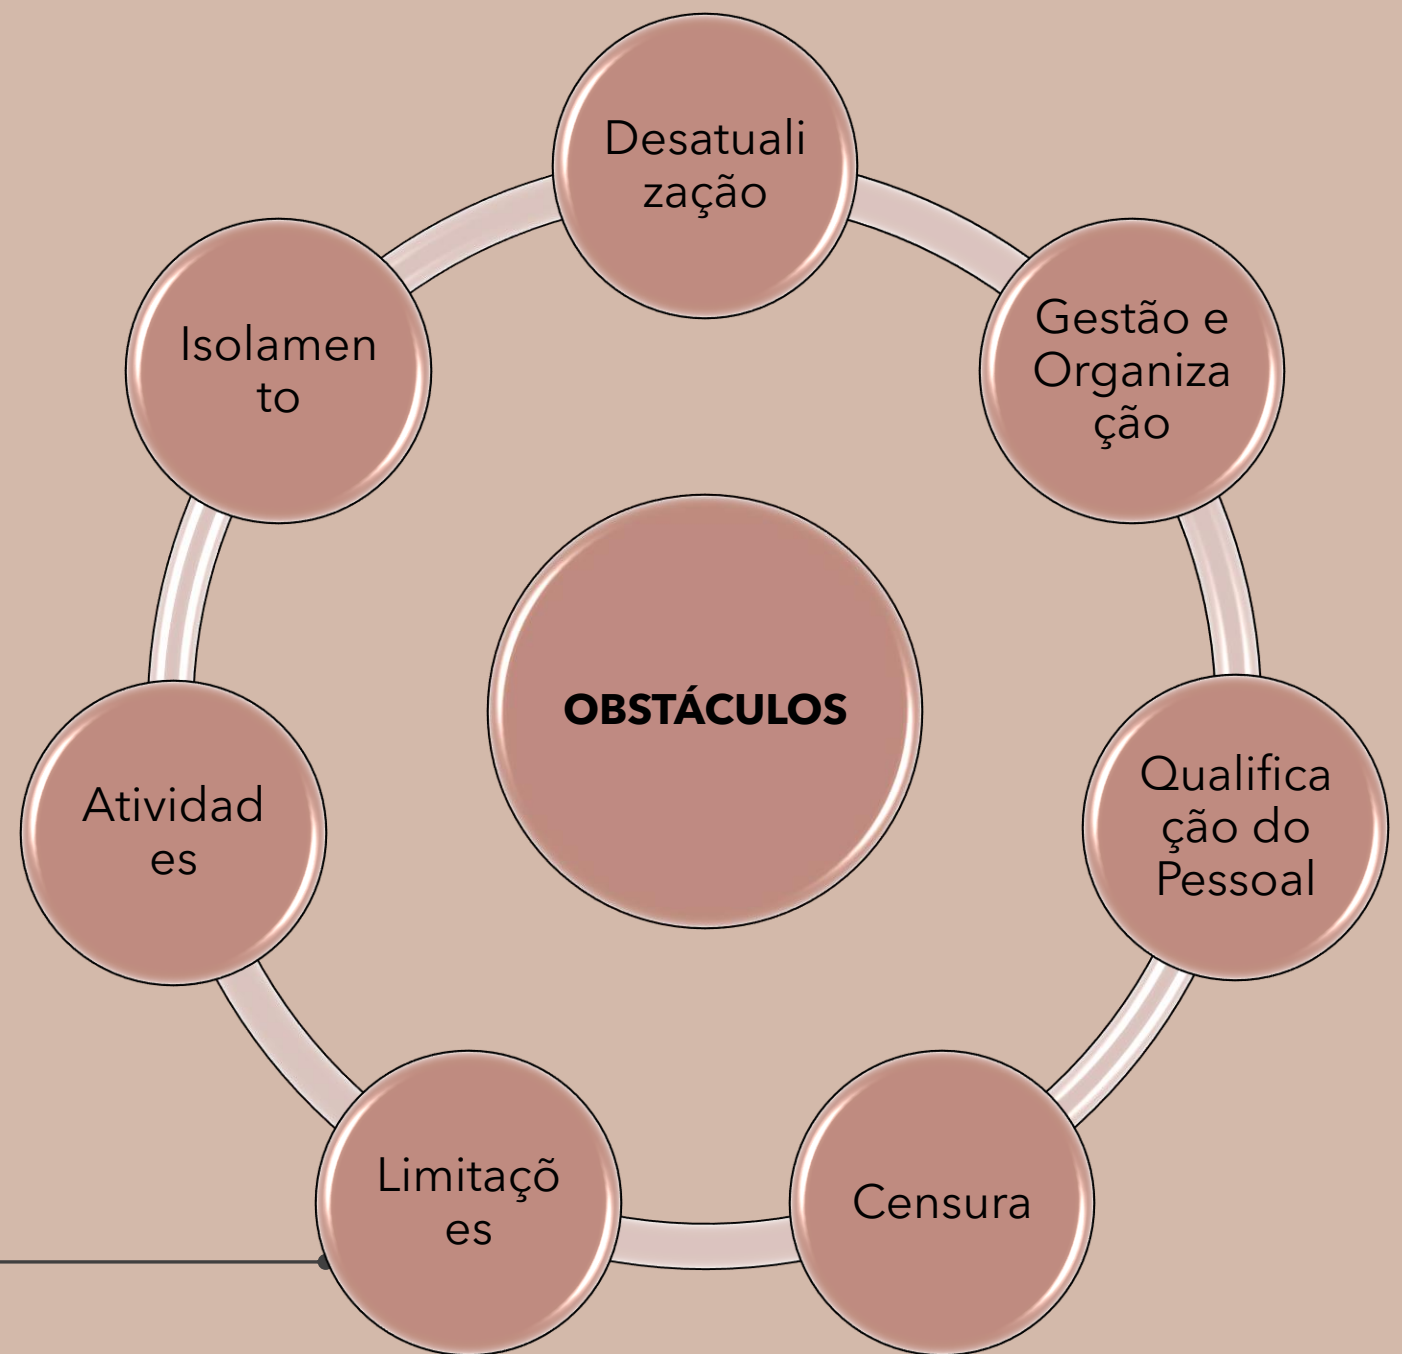 Desatuali
zação
Gestão e
Organiza
ção
Qualifica
ção do
Pessoal
Censura
Limitaçõ
es
Atividad
es
Isolamen
to
OBSTÁCULOS